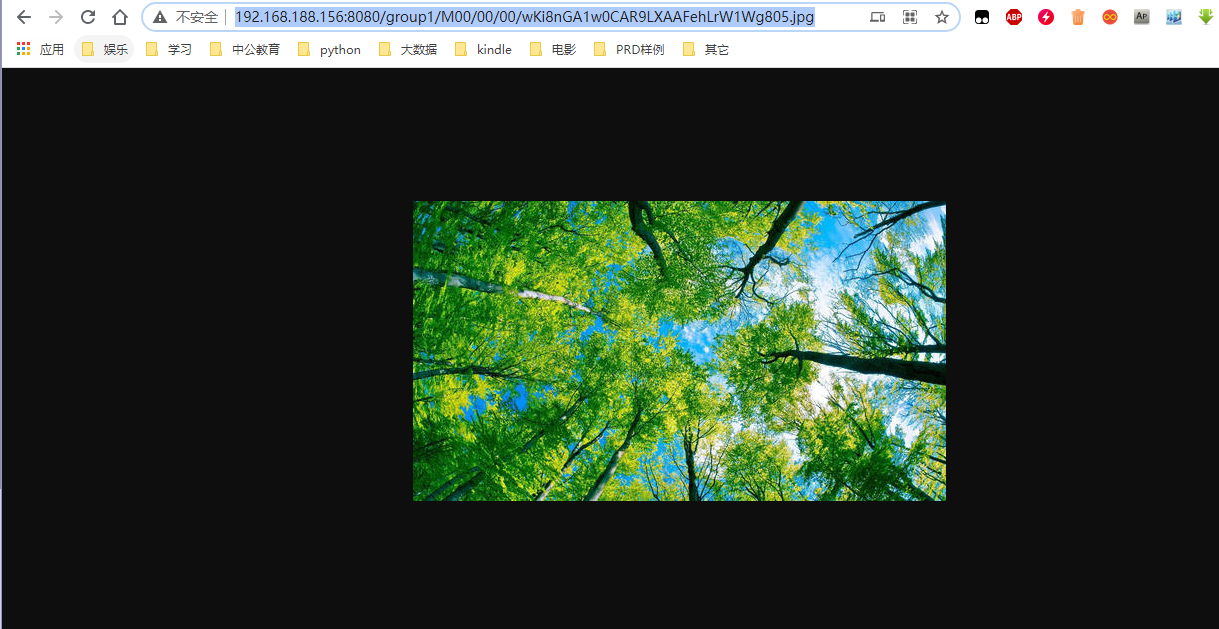 不安全 192.168.188.156:8080/group1/M00/00/00/wKi8nGA1w0CAR9LXAAFehLrW1Wg805.jpg ABP AP
应用 娱乐 学习 中公教育 python 大数据 kindle 电影 PRD样例 其它